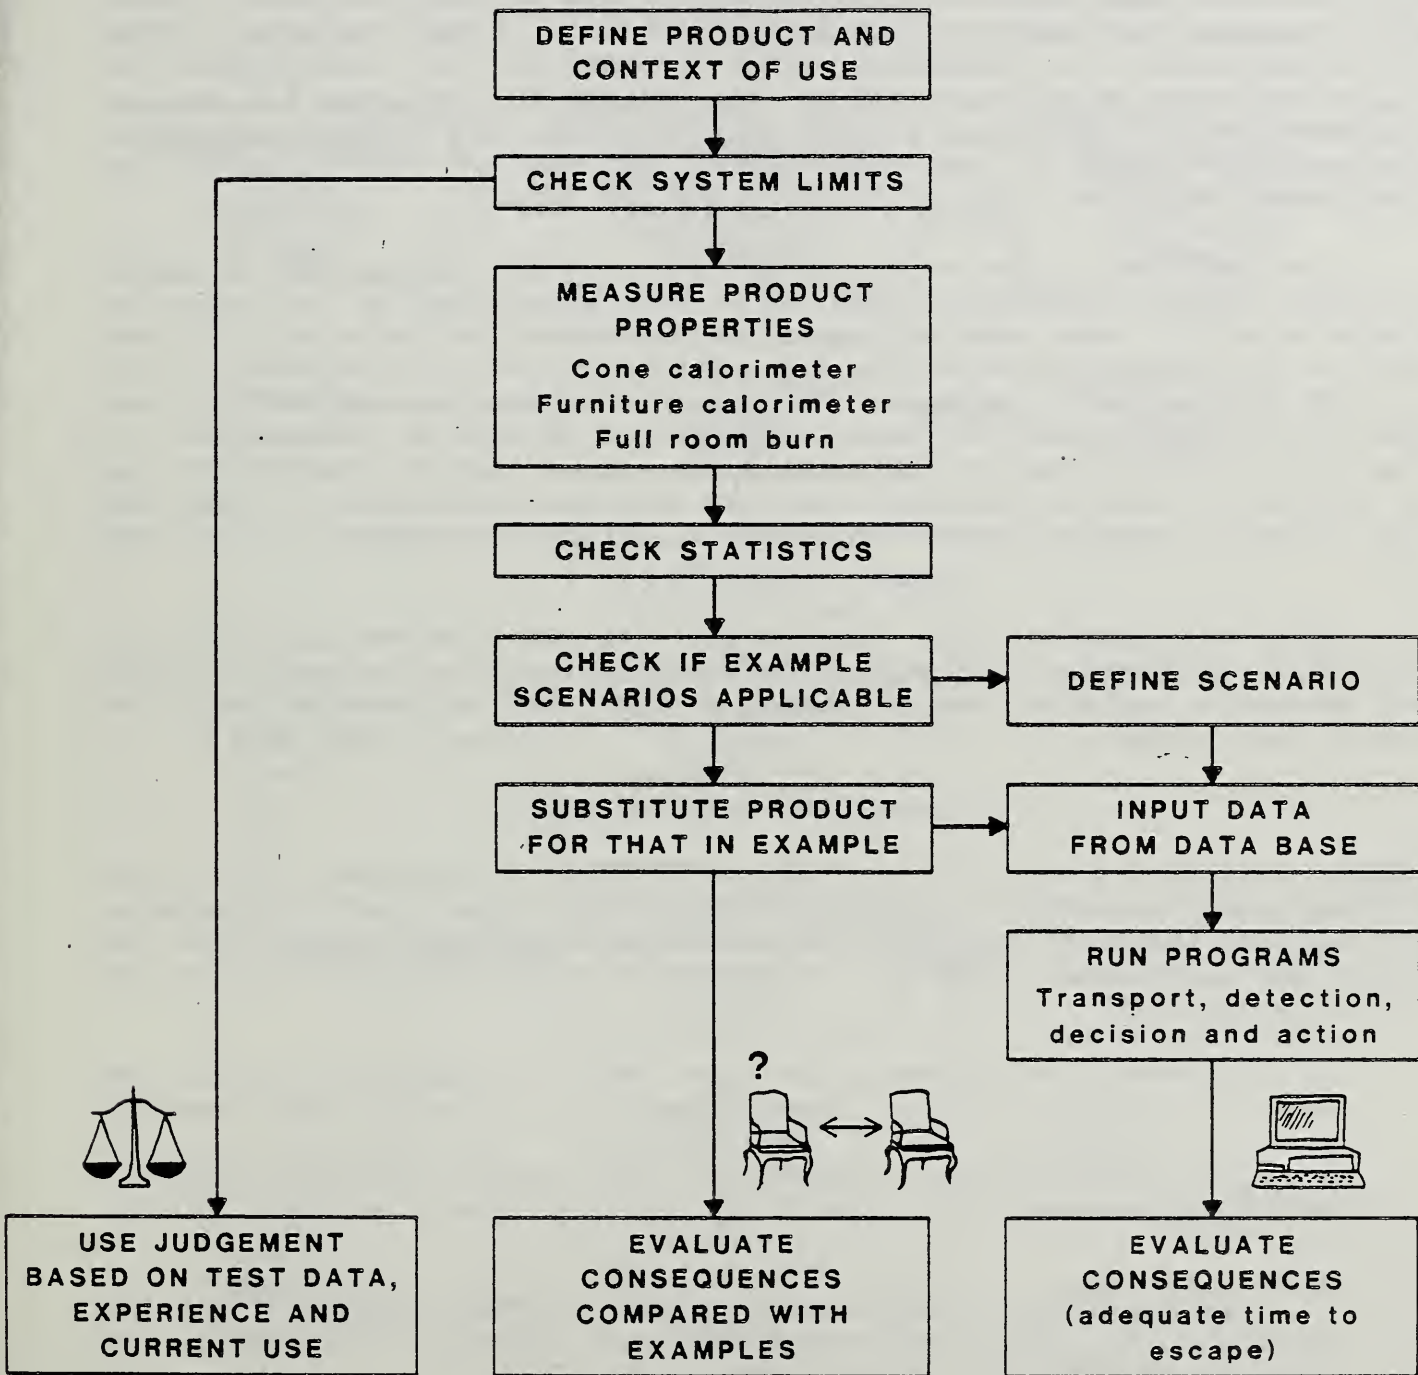 DEFINE PRODUCT AND
CONTEXT OF USE
CHECK SYSTEM LIMITS
MEASURE PRODUCT
PROPERTIES
Cone calorimeter
Furniture calorimeter
Full room burn
CHECK STATISTICS
CHECK IF EXAMPLE
SCENARIOS APPLICABLE
DEFINE SCENARIO
SUBSTITUTE PRODUCT
FOR THAT IN EXAMPLE
INPUT DATA
FROM DATA BASE
RUN PROGRAMS
Transport, detection,
decision and action
?
USE JUDGEMENT
BASED ON TEST DATA,
EXPERIENCE AND
CURRENT USE
EVALUATE
CONSEQUENCES
COMPARED WITH
EXAMPLES
EVALUATE
CONSEQUENCES
(adequate time to
escape)